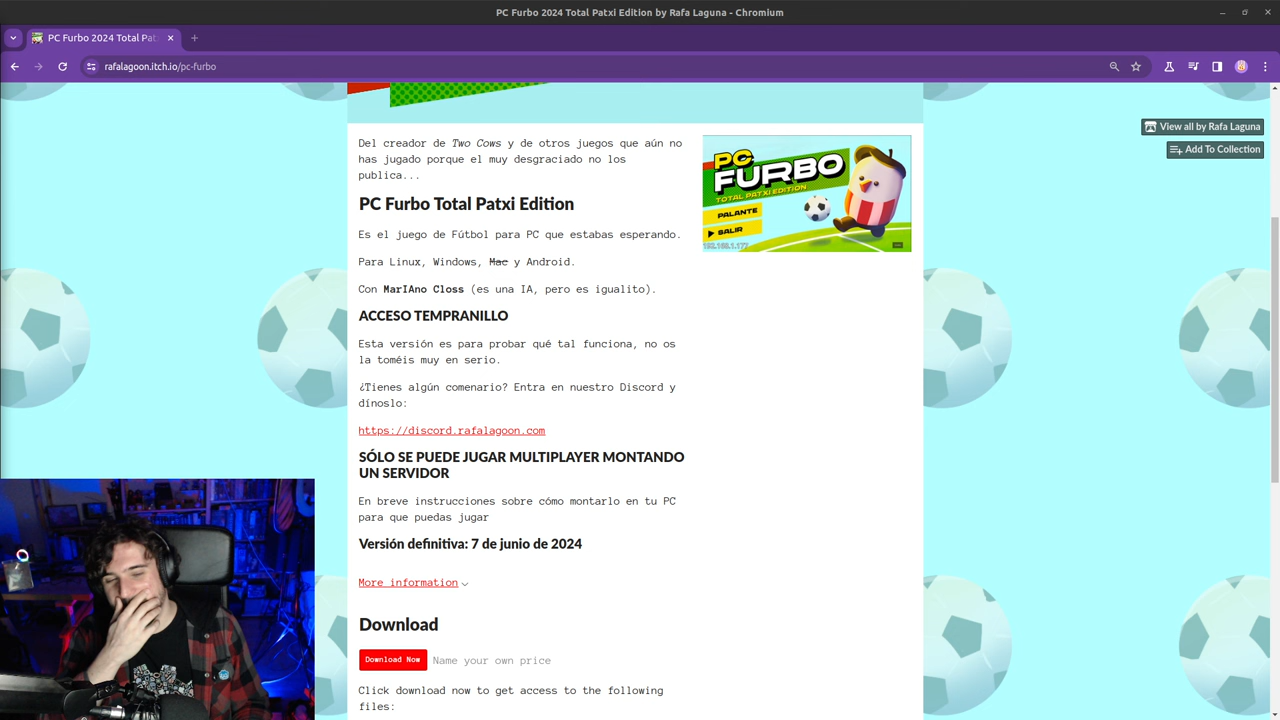 PC Furbo 2024 Total Patxi Edition by Rafa Laguna - Chromium
PC Furbo 2024 Total Pat
rafalagoon.itch.io/pc-furbo
View all by Rafa Laguna
Add To Collection
Del creador de Two Cows y de otros juegos que aún no
has jugado porque el muy desgraciado no los
publica...
PC Furbo Total Patxi Edition
Es el juego de Fútbol para PC que estabas esperando.
Para Linux, Windows, Mac y Android.
Con MarIAno Closs (es una IA, pero es igualito).
ACCESO TEMPRANILLO
Esta versión es para probar qué tal funciona, no os
la toméis muy en serio.
¿Tienes algún comenario? Entra en nuestro Discord y
dínoslo:
https://discord.rafalagoon.com
SÓLO SE PUEDE JUGAR MULTIPLAYER MONTANDO
UN SERVIDOR
En breve instrucciones sobre cómo montarlo en tu PC
para que puedas jugar
Versión definitiva: 7 de junio de 2024
More information
Download
Download Now Name your own price
Click download now to get access to the following
files:
PC
FURBO
TOTAL PATXI EDITION
PALANTE
SALIR
192.168.1.177